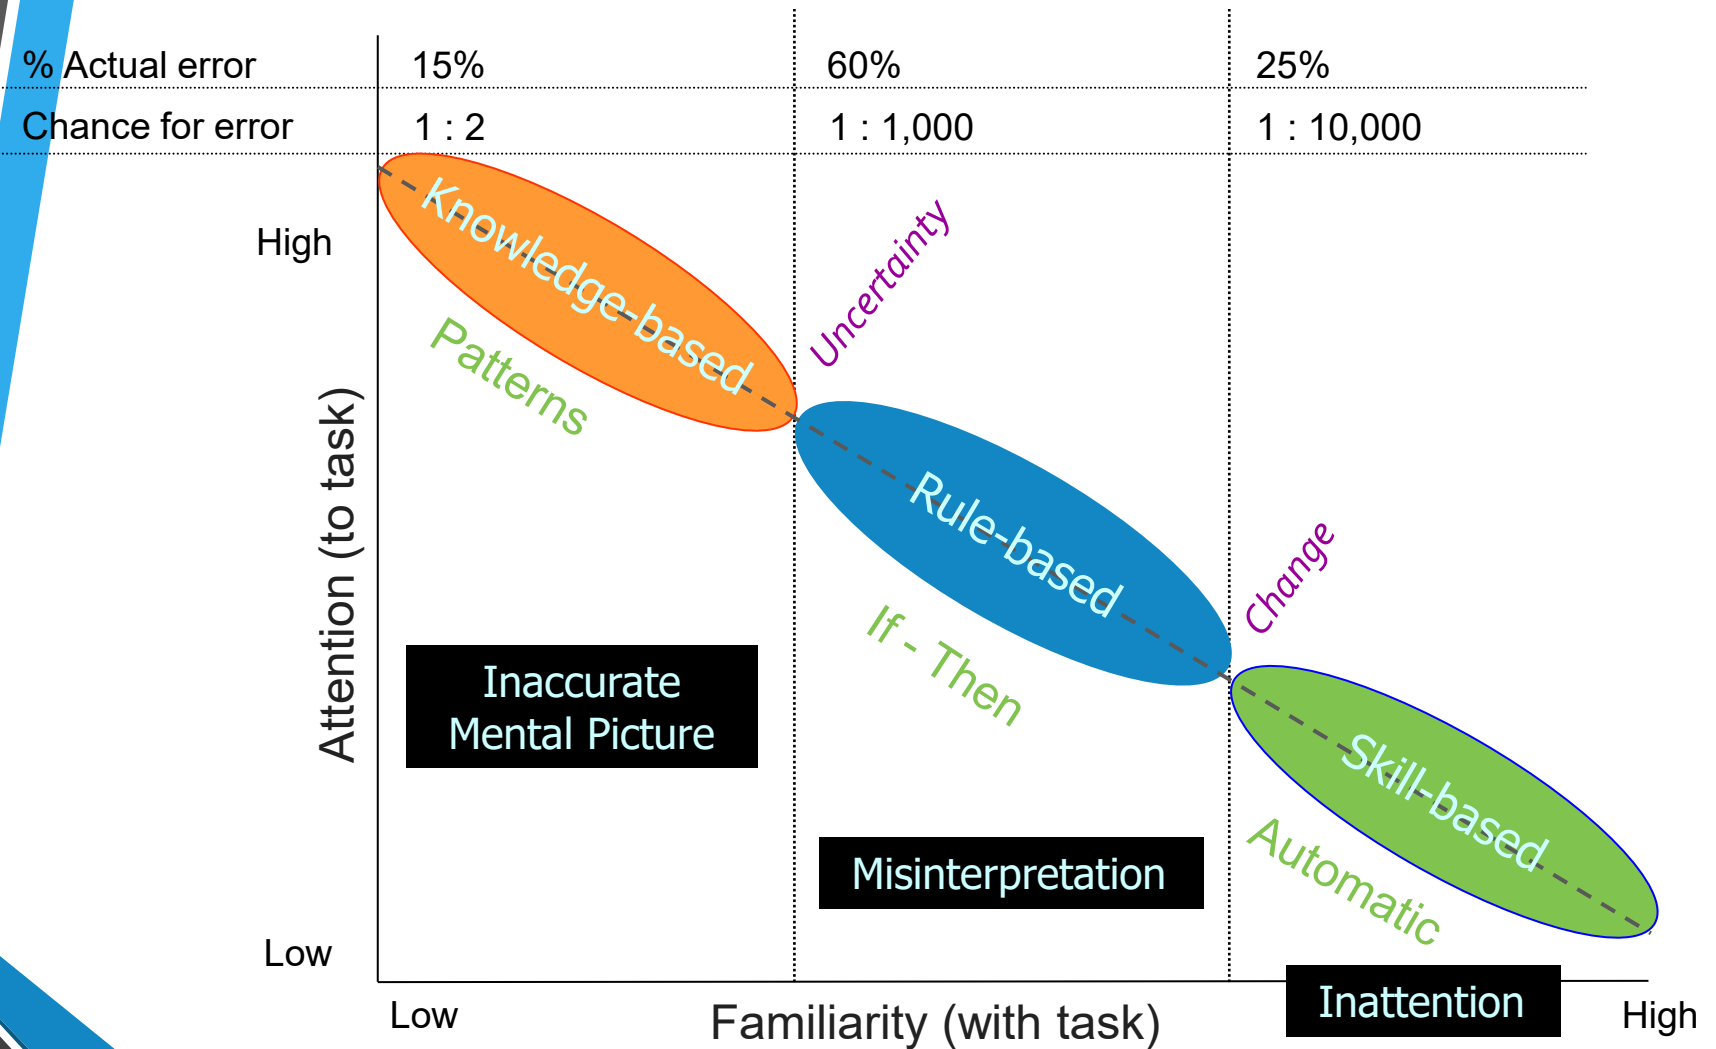 % Actual error 15% 60% 25%
Chance for error 1 : 2 1 : 1,000 1 : 10,000
High
Knowledge-based
Patterns
Uncertainty
Attention (to task)
Rule-based
If - Then
Change
Inaccurate
Mental Picture
Skill-based
Automatic
Misinterpretation
Low
Inattention
Low
Familiarity (with task)
High